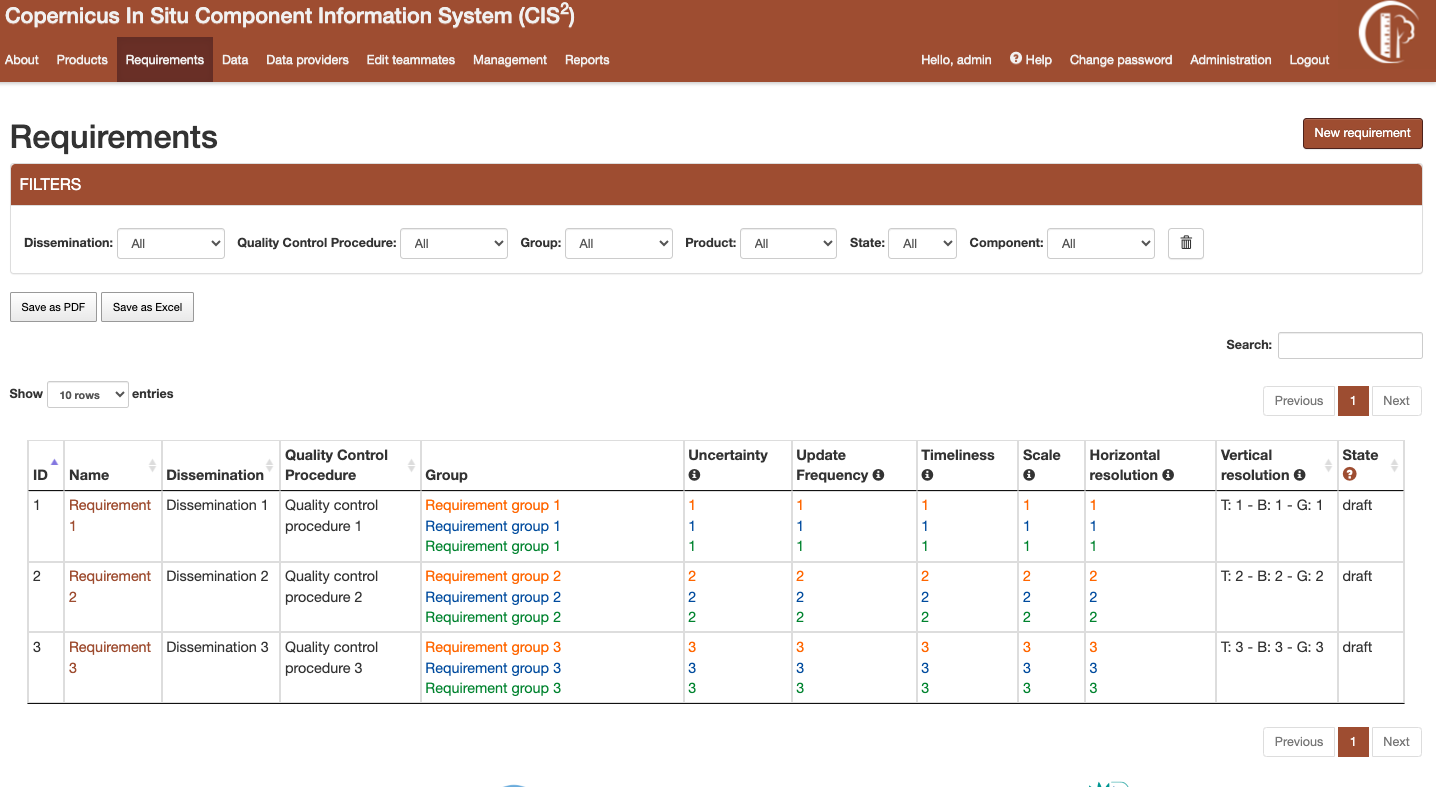 Copernicus In Situ Component Information System (CIS2)
About Products Requirements Data Data providers Edit teammates Management Reports Hello, admin Help Change password Administration Logout
Requirements
New requirement
FILTERS
Dissemination: All Quality Control Procedure: All Group: All Product: All State: All Component: All
Save as PDF Save as Excel
Search:
Show 10 rows entries
Previous 1 Next
ID Name Dissemination Quality Control Procedure Group Uncertainty Update Frequency Timeliness Scale Horizontal resolution Vertical resolution State
1 Requirement 1 Dissemination 1 Quality control procedure 1 Requirement group 1 1 1 1 1 1 T: 1 - B: 1 - G: 1 draft
Requirement group 1 1 1 1 1 1
Requirement group 1 1 1 1 1 1
2 Requirement 2 Dissemination 2 Quality control procedure 2 Requirement group 2 2 2 2 2 2 T: 2 - B: 2 - G: 2 draft
Requirement group 2 2 2 2 2 2
Requirement group 2 2 2 2 2 2
3 Requirement 3 Dissemination 3 Quality control procedure 3 Requirement group 3 3 3 3 3 3 T: 3 - B: 3 - G: 3 draft
Requirement group 3 3 3 3 3 3
Requirement group 3 3 3 3 3 3
Previous 1 Next